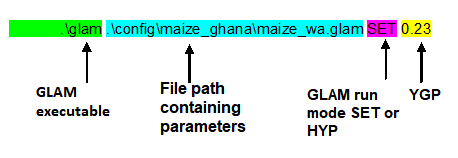 .\glam .\config\maize_ghana\maize_wa.glam SET 0.23
GLAM executable
File path containing parameters
GLAM run mode SET or HYP
YGP